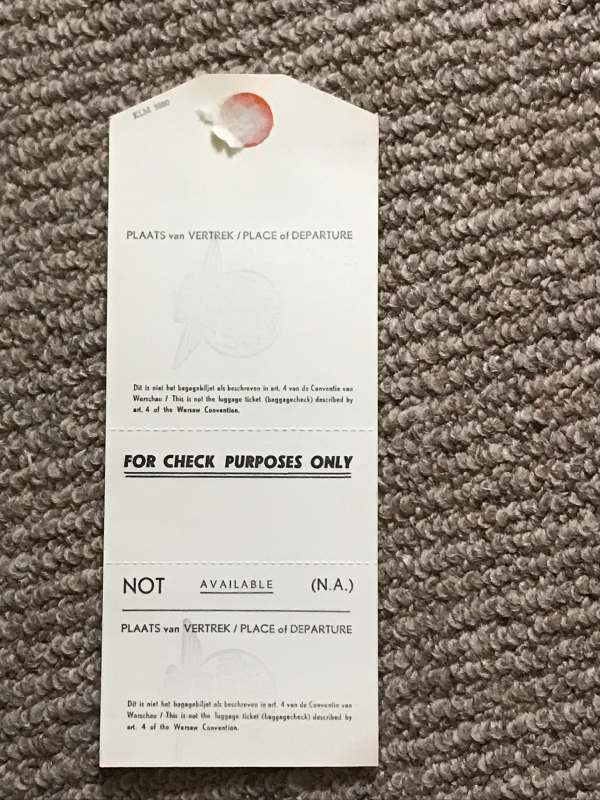 KLM 5000
PLAATS van VERTREK / PLACE of DEPARTURE
Dit is niet het bagagebiljet als beschreven in art. 4 van de Conventie van
Warschau / This is not the luggage ticket (baggagecheck) described by
art. 4 of the Warsaw Convention.
FOR CHECK PURPOSES ONLY
NOT AVAILABLE (N.A.)
PLAATS van VERTREK / PLACE of DEPARTURE
Dit is niet het bagagebiljet als beschreven in art. 4 van de Conventie van
Warschau / This is not the luggage ticket (baggagecheck) described by
art. 4 of the Warsaw Convention.